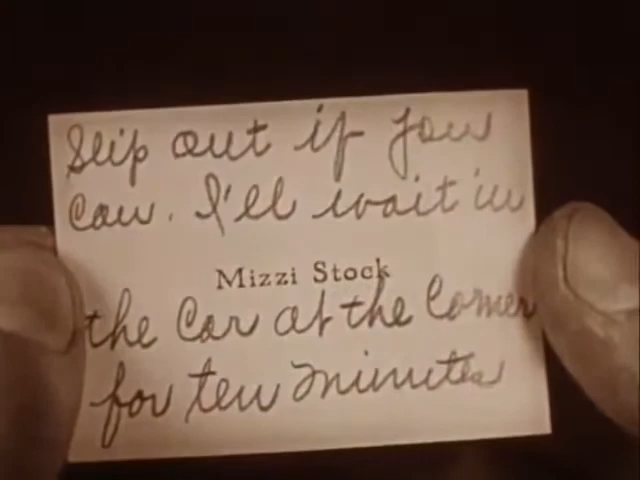 Slip out if you
can. I'll wait in
Mizzi Stock
the car at the corner
for ten minutes